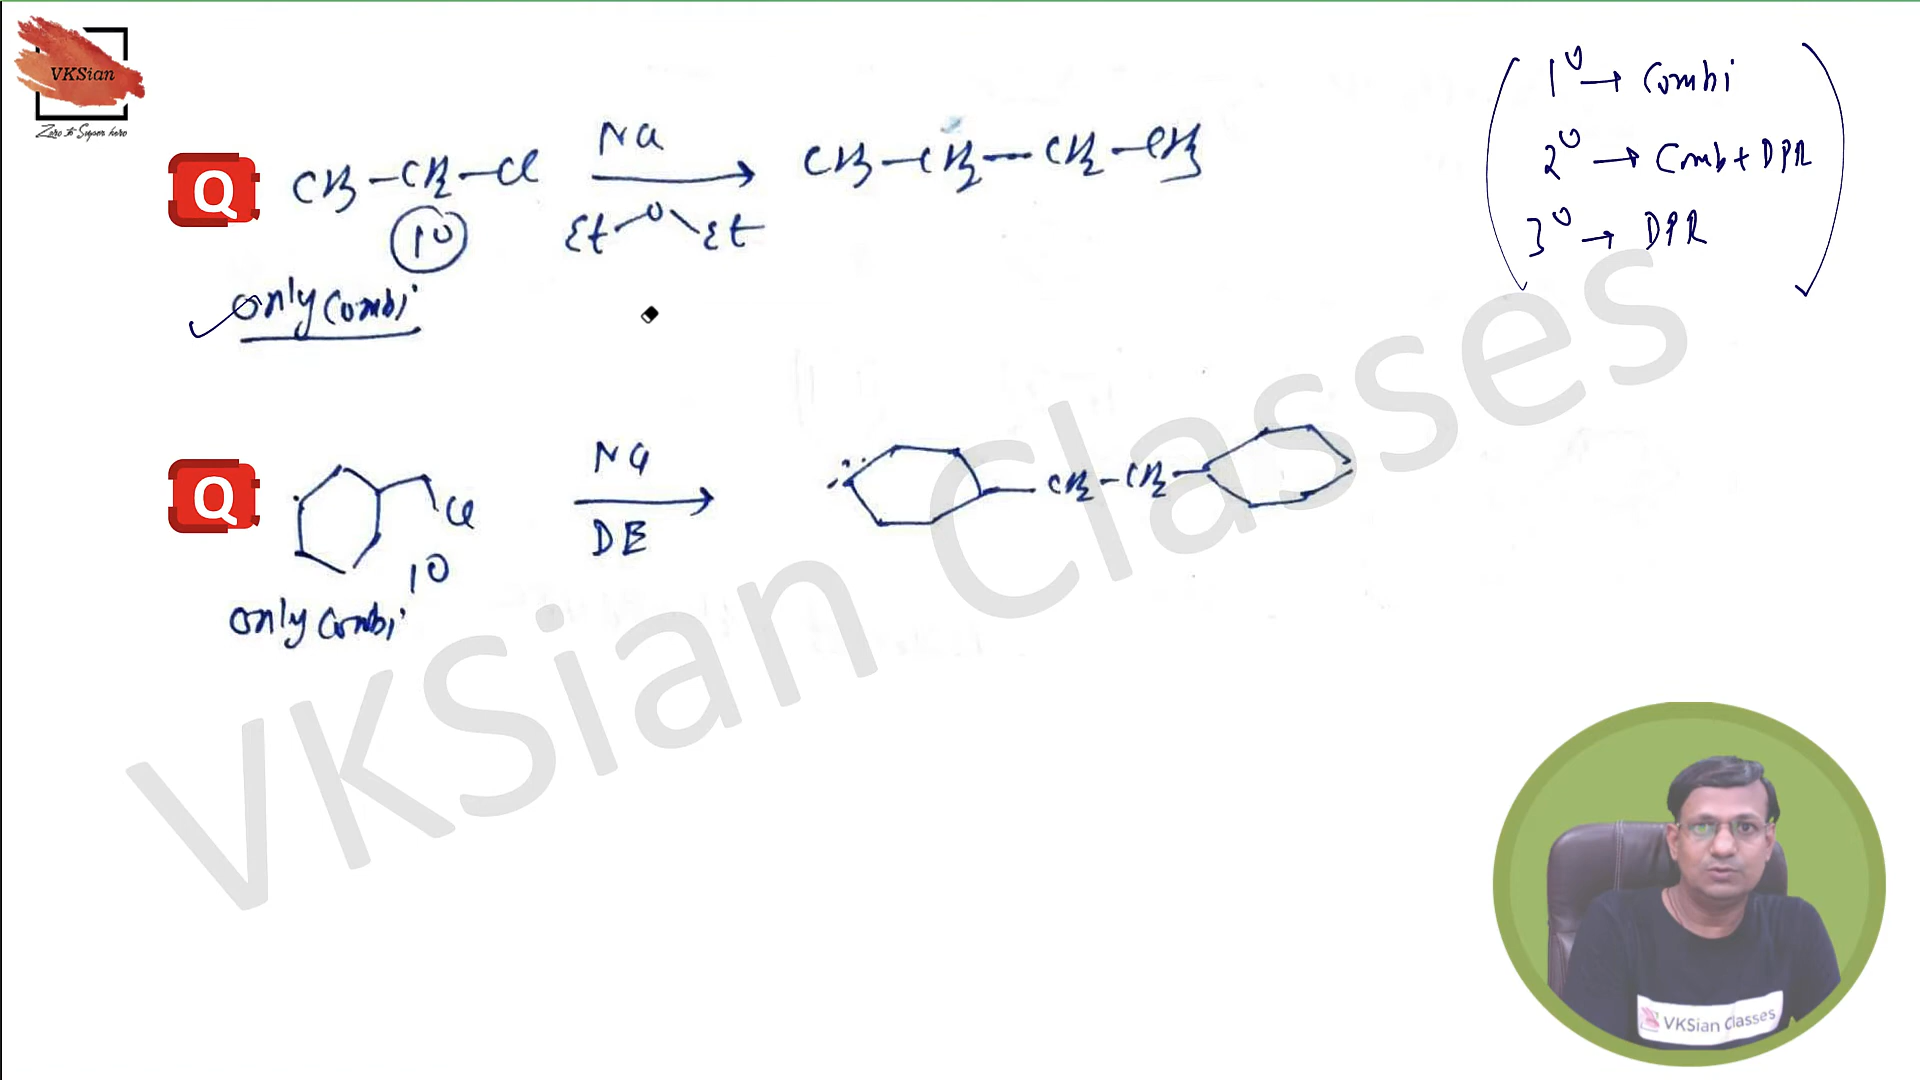 VKSian
Zero to Super hero
Q CH3-CH2-Cl Na CH3-CH2-CH2-CH3
Et O Et
1°
only combi
1° → Combi
2° → Comb + DPR
3° → DPR
Q Cl Na CH2-CH2
DE
1°
only combi
VKSian Classes
VKSian Classes